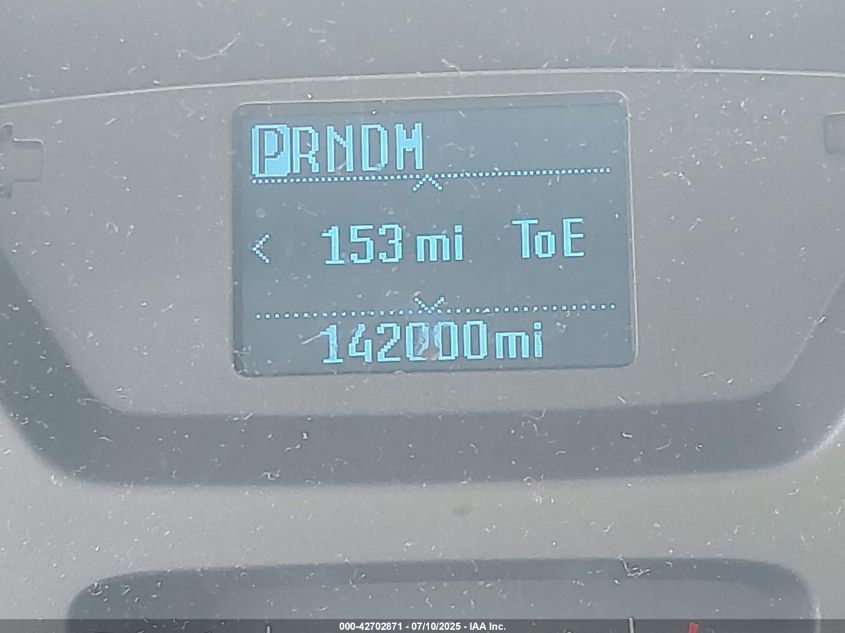 PRNDM
< 153 mi ToE
142000mi
000-42702871 - 07/10/2025 - IAA Inc.